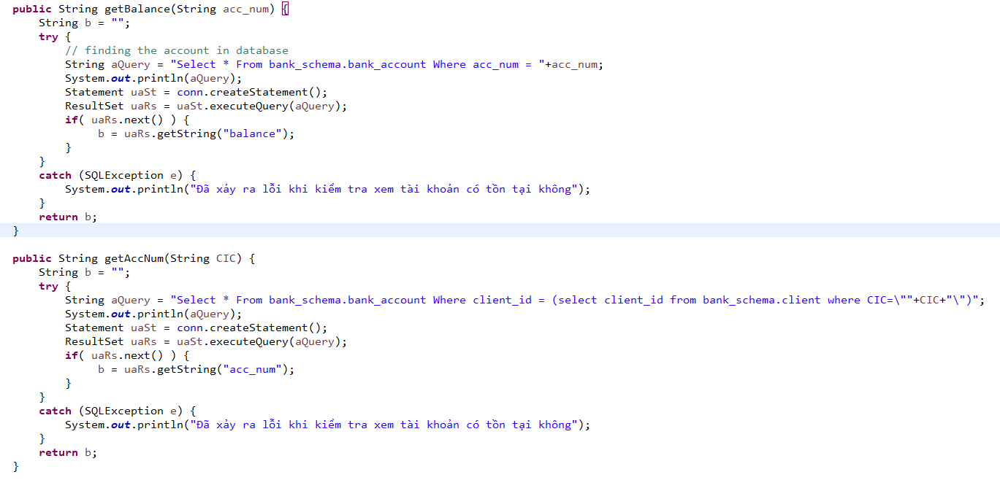 public String getBalance(String acc_num) {
    String b = "";
    try {
        // finding the account in database
        String aQuery = "Select * From bank_schema.bank_account Where acc_num = "+acc_num;
        System.out.println(aQuery);
        Statement uaSt = conn.createStatement();
        ResultSet uaRs = uaSt.executeQuery(aQuery);
        if( uaRs.next() ) {
             b = uaRs.getString("balance");
        }
    }
    catch (SQLException e) {
        System.out.println("Đã xảy ra lỗi khi kiểm tra xem tài khoản có tồn tại không");
    }
    return b;
}

public String getAccNum(String CIC) {
    String b = "";
    try {
        String aQuery = "Select * From bank_schema.bank_account Where client_id = (select client_id from bank_schema.client where CIC=\""+CIC+"\")";
        System.out.println(aQuery);
        Statement uaSt = conn.createStatement();
        ResultSet uaRs = uaSt.executeQuery(aQuery);
        if( uaRs.next() ) {
             b = uaRs.getString("acc_num");
        }
    }
    catch (SQLException e) {
        System.out.println("Đã xảy ra lỗi khi kiểm tra xem tài khoản có tồn tại không");
    }
    return b;
}